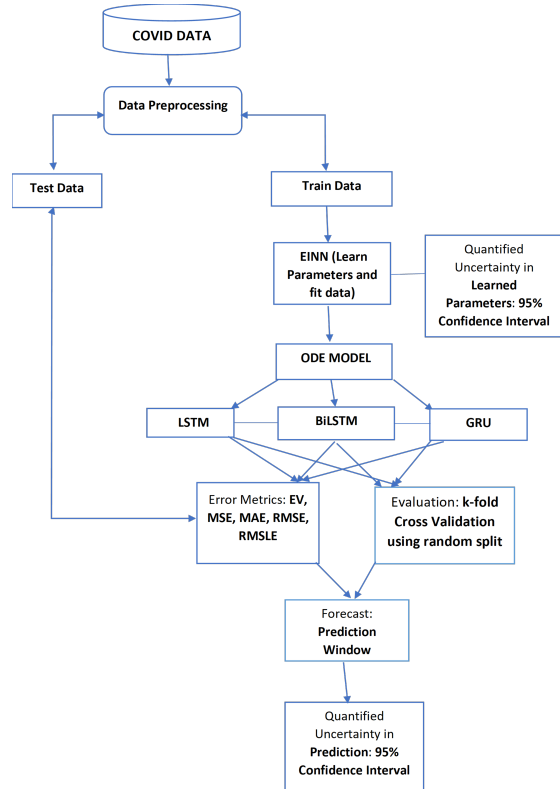 COVID DATA
Data Preprocessing
Test Data
Train Data
EINN (Learn
Parameters and
fit data)
Quantified
Uncertainty in
Learned
Parameters: 95%
Confidence Interval
ODE MODEL
LSTM
BiLSTM
GRU
Error Metrics: EV,
MSE, MAE, RMSE,
RMSLE
Evaluation: k-fold
Cross Validation
using random split
Forecast:
Prediction
Window
Quantified
Uncertainty in
Prediction: 95%
Confidence Interval